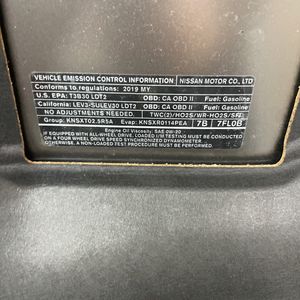 VEHICLE EMISSION CONTROL INFORMATION NISSAN MOTOR CO., LTD
Conforms to regulations: 2019 MY
U.S. EPA: T3B30 LDT2 OBD: CA OBD II Fuel: Gasoline
California: LEV3-SULEV30 LDT2 OBD: CA OBD II Fuel: Gasoline
NO ADJUSTMENTS NEEDED TWC(2)/HO2S/WR-HO2S/SFI
Group: KNSXT02.5R5A Evap: KNSXR0114PEA 7B 7FL0B
Engine Oil Viscosity: SAE 0W-20
IF EQUIPPED WITH ALL-WHEEL DRIVE, LOADED I/M TESTING MUST BE CONDUCTED
ON A FOUR WHEEL DRIVE SPEED SYNCHRONIZED DYNAMOMETER.
OTHERWISE, A NON-LOADED TEST PROCEDURE MUST BE PERFORMED.